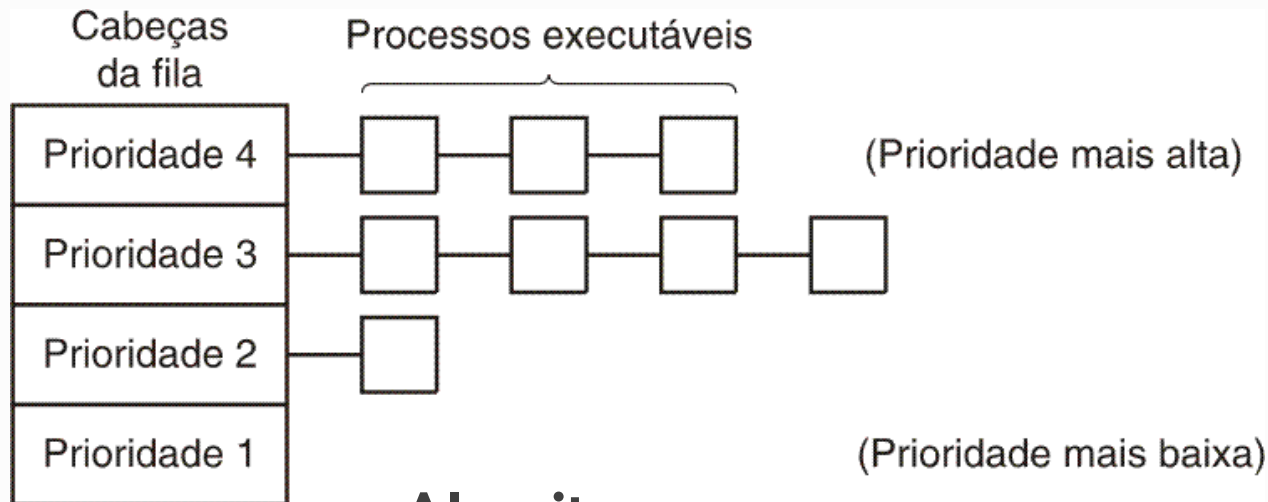 Cabeças
da fila
Processos executáveis
Prioridade 4
(Prioridade mais alta)
Prioridade 3
Prioridade 2
Prioridade 1
(Prioridade mais baixa)